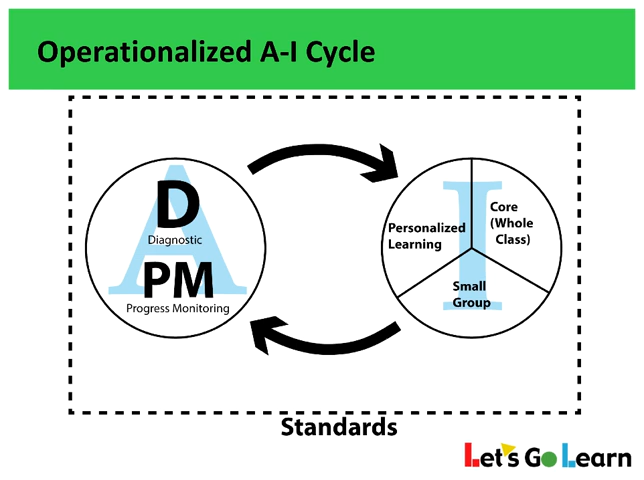 Operationalized A-I Cycle
A
D
Diagnostic
PM
Progress Monitoring
I
Personalized
Learning
Core
(Whole
Class)
Small
Group
Standards
Let's Go Learn